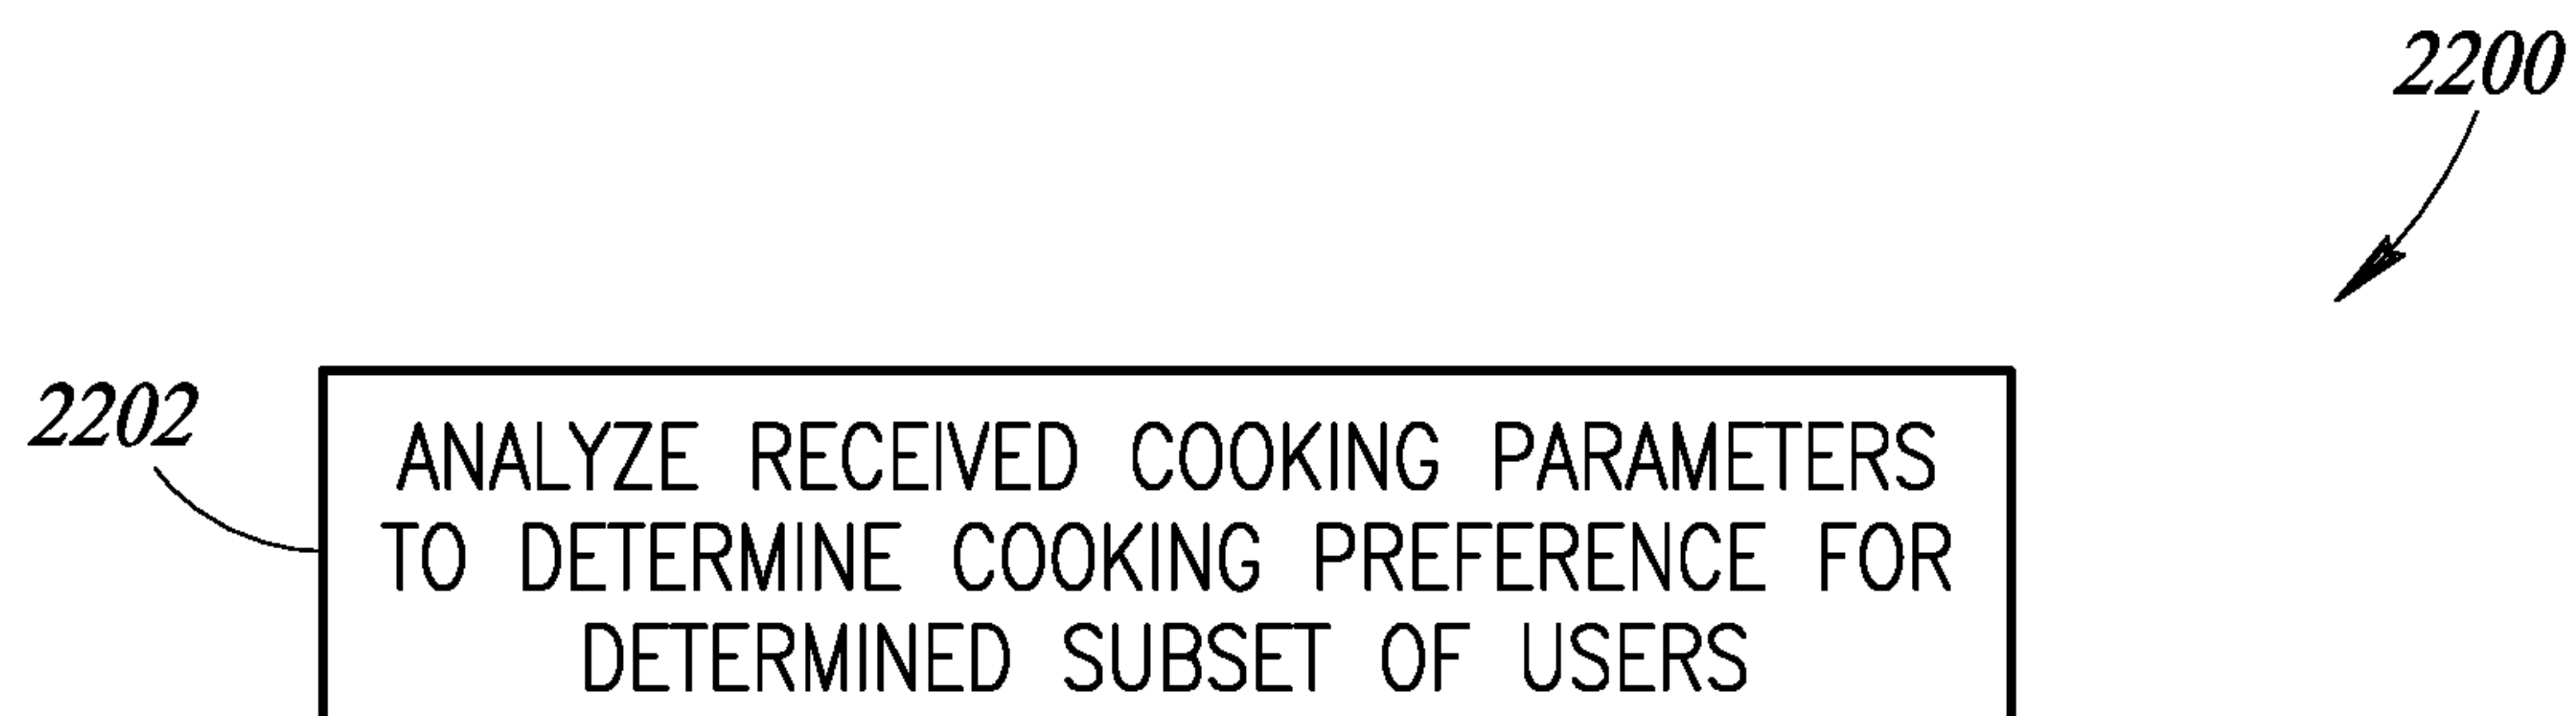 2200
2202
ANALYZE RECEIVED COOKING PARAMETERS
TO DETERMINE COOKING PREFERENCE FOR
DETERMINED SUBSET OF USERS